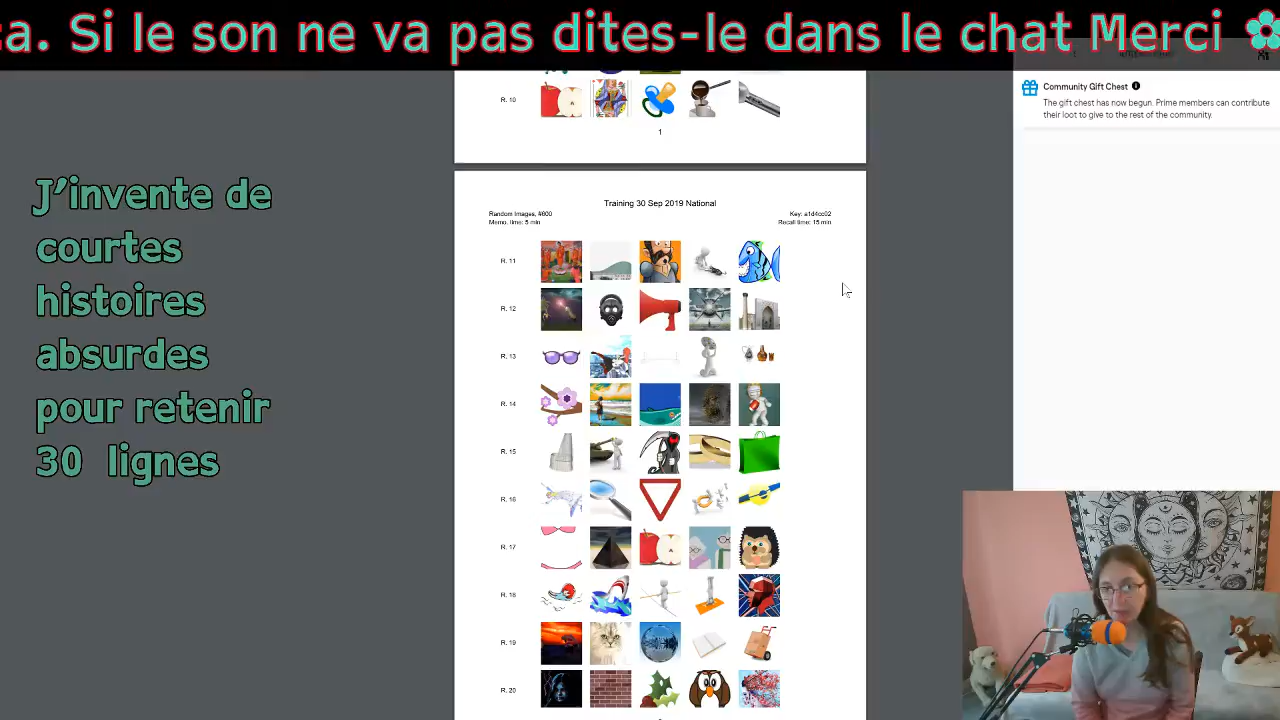 a. Si le son ne va pas dites-le dans le chat Merci
Community Gift Chest
The gift chest has now begun. Prime members can contribute
their loot to give to the rest of the community.
R. 10
1
J'invente de
courtes
histoires
absurdes
pour retenir
30 lignes
Training 30 Sep 2019 National
Random Images, #600
Key: a1d4cc02
Memo. time: 5 min
Recall time: 15 min
R. 11
R. 12
R. 13
R. 14
R. 15
R. 16
R. 17
R. 18
R. 19
R. 20